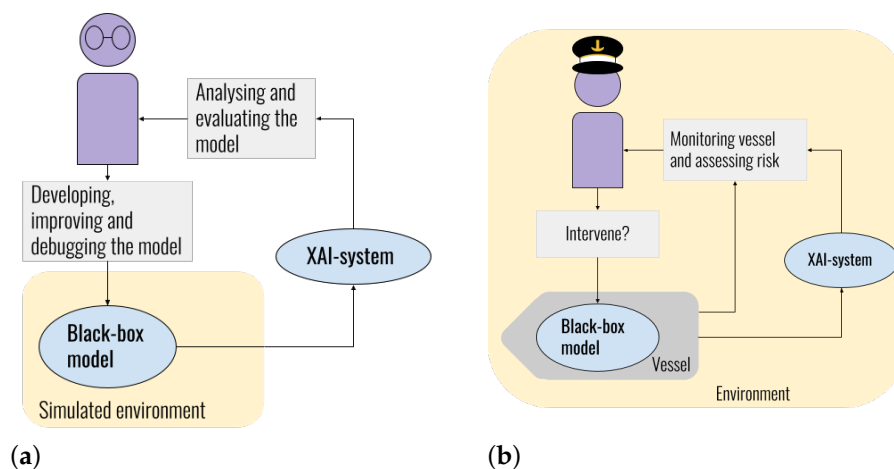 Analysing and
evaluating the
model
Developing,
improving and
debugging the model
XAI-system
Black-box
model
Simulated environment
(a)
Monitoring vessel
and assessing risk
Intervene?
XAI-system
Black-box
model
Vessel
Environment
(b)